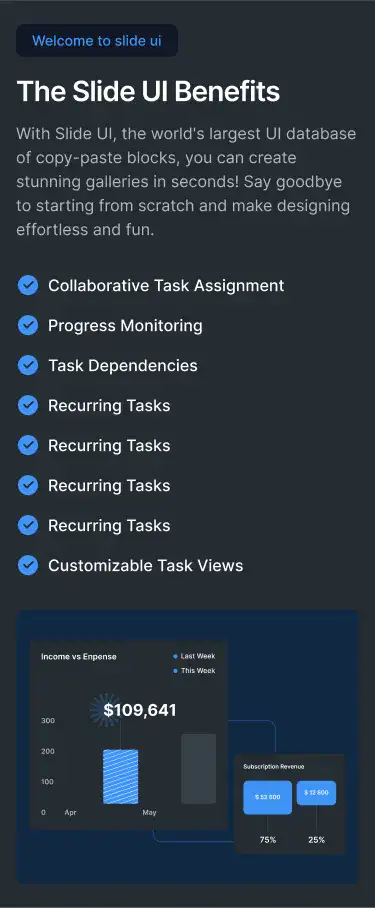 Welcome to slide ui
The Slide UI Benefits
With Slide UI, the world's largest UI database
of copy-paste blocks, you can create
stunning galleries in seconds! Say goodbye
to starting from scratch and make designing
effortless and fun.
Collaborative Task Assignment
Progress Monitoring
Task Dependencies
Recurring Tasks
Recurring Tasks
Recurring Tasks
Recurring Tasks
Customizable Task Views
Income vs Enpense
Last Week
This Week
$109,641
300
200
100
0 Apr May
Subscription Revenue
$ 53 600
$ 12 600
75% 25%